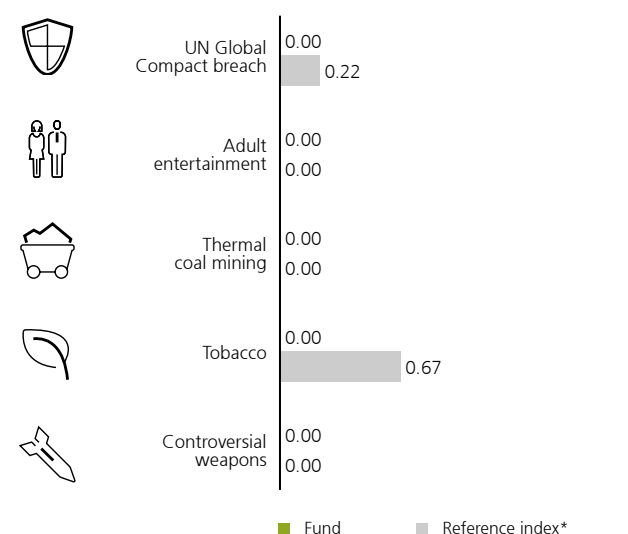 UN Global
Compact breach
0.00
0.22
Adult
entertainment
0.00
0.00
Thermal
coal mining
0.00
0.00
Tobacco
0.00
0.67
Controversial
weapons
0.00
0.00
Fund
Reference index*